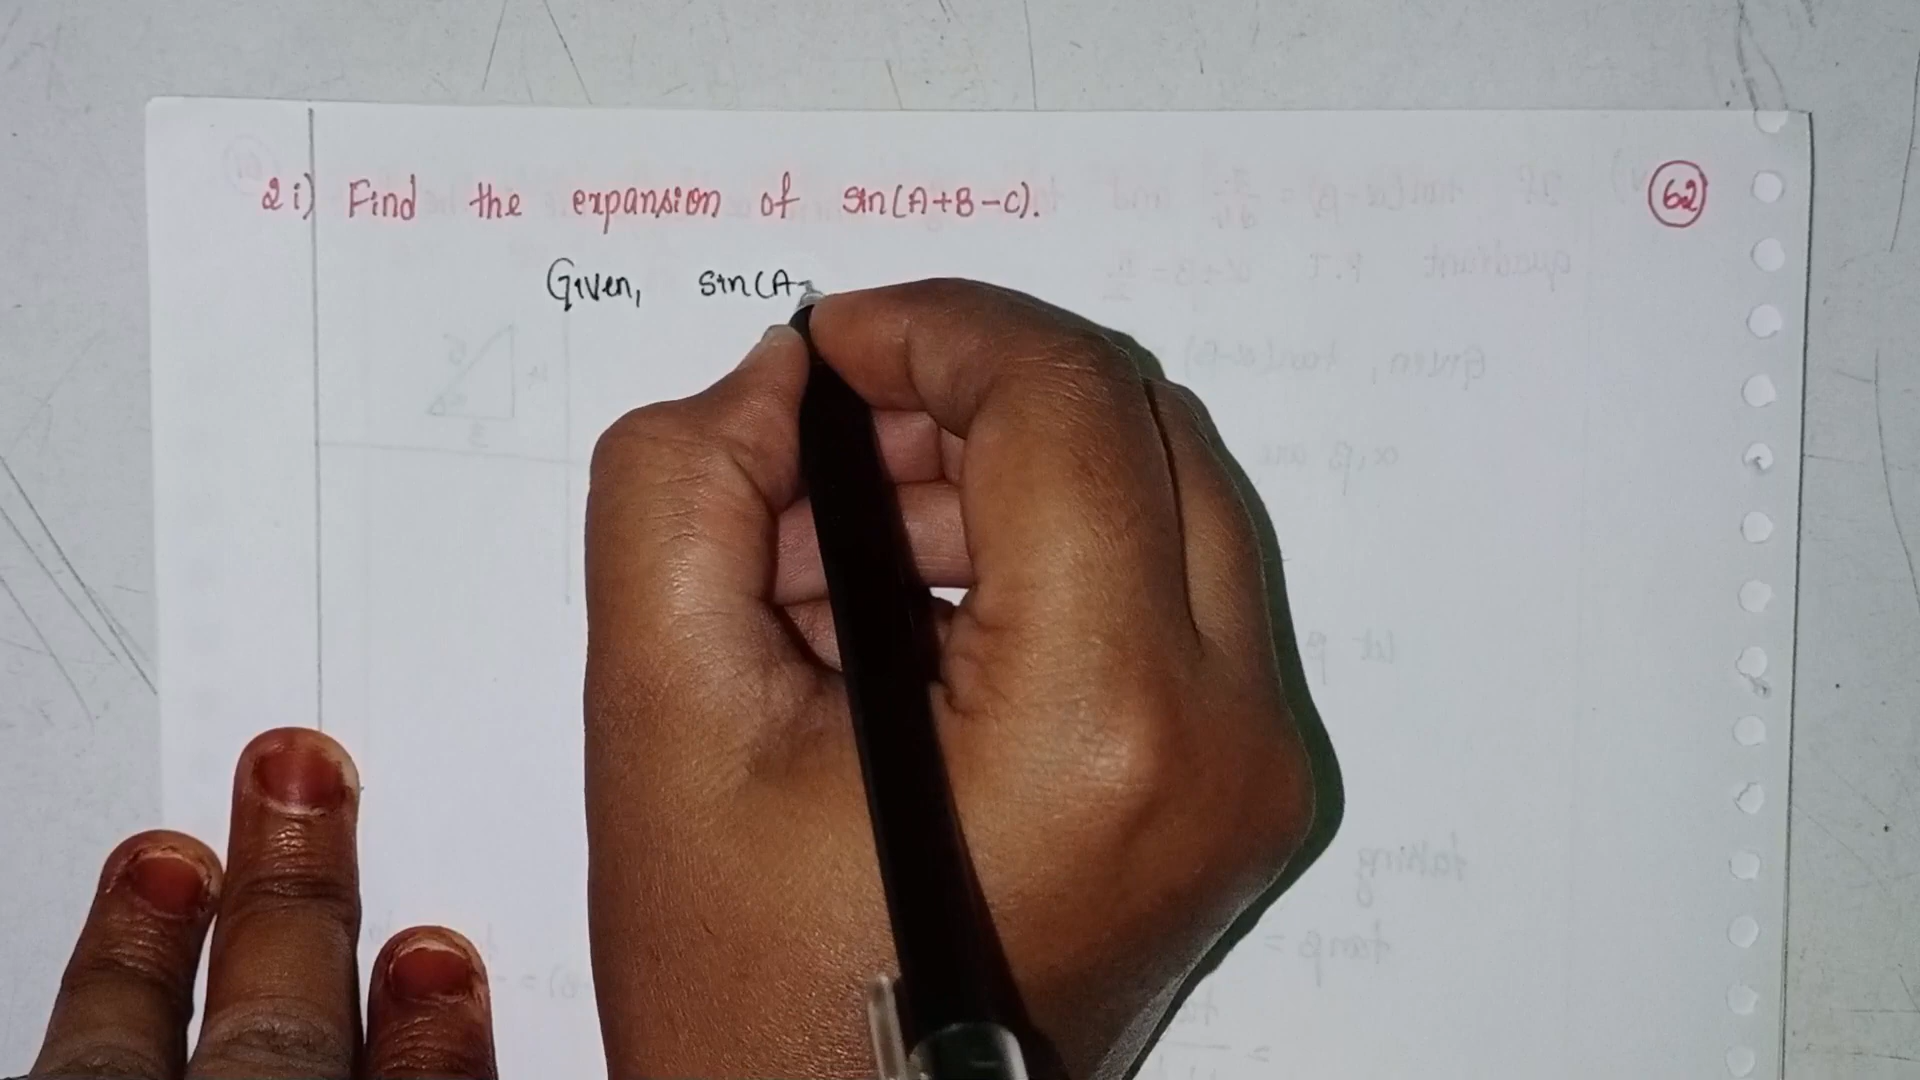 2 i) Find the expansion of sin(A+B-C). 62
Given, sin(A